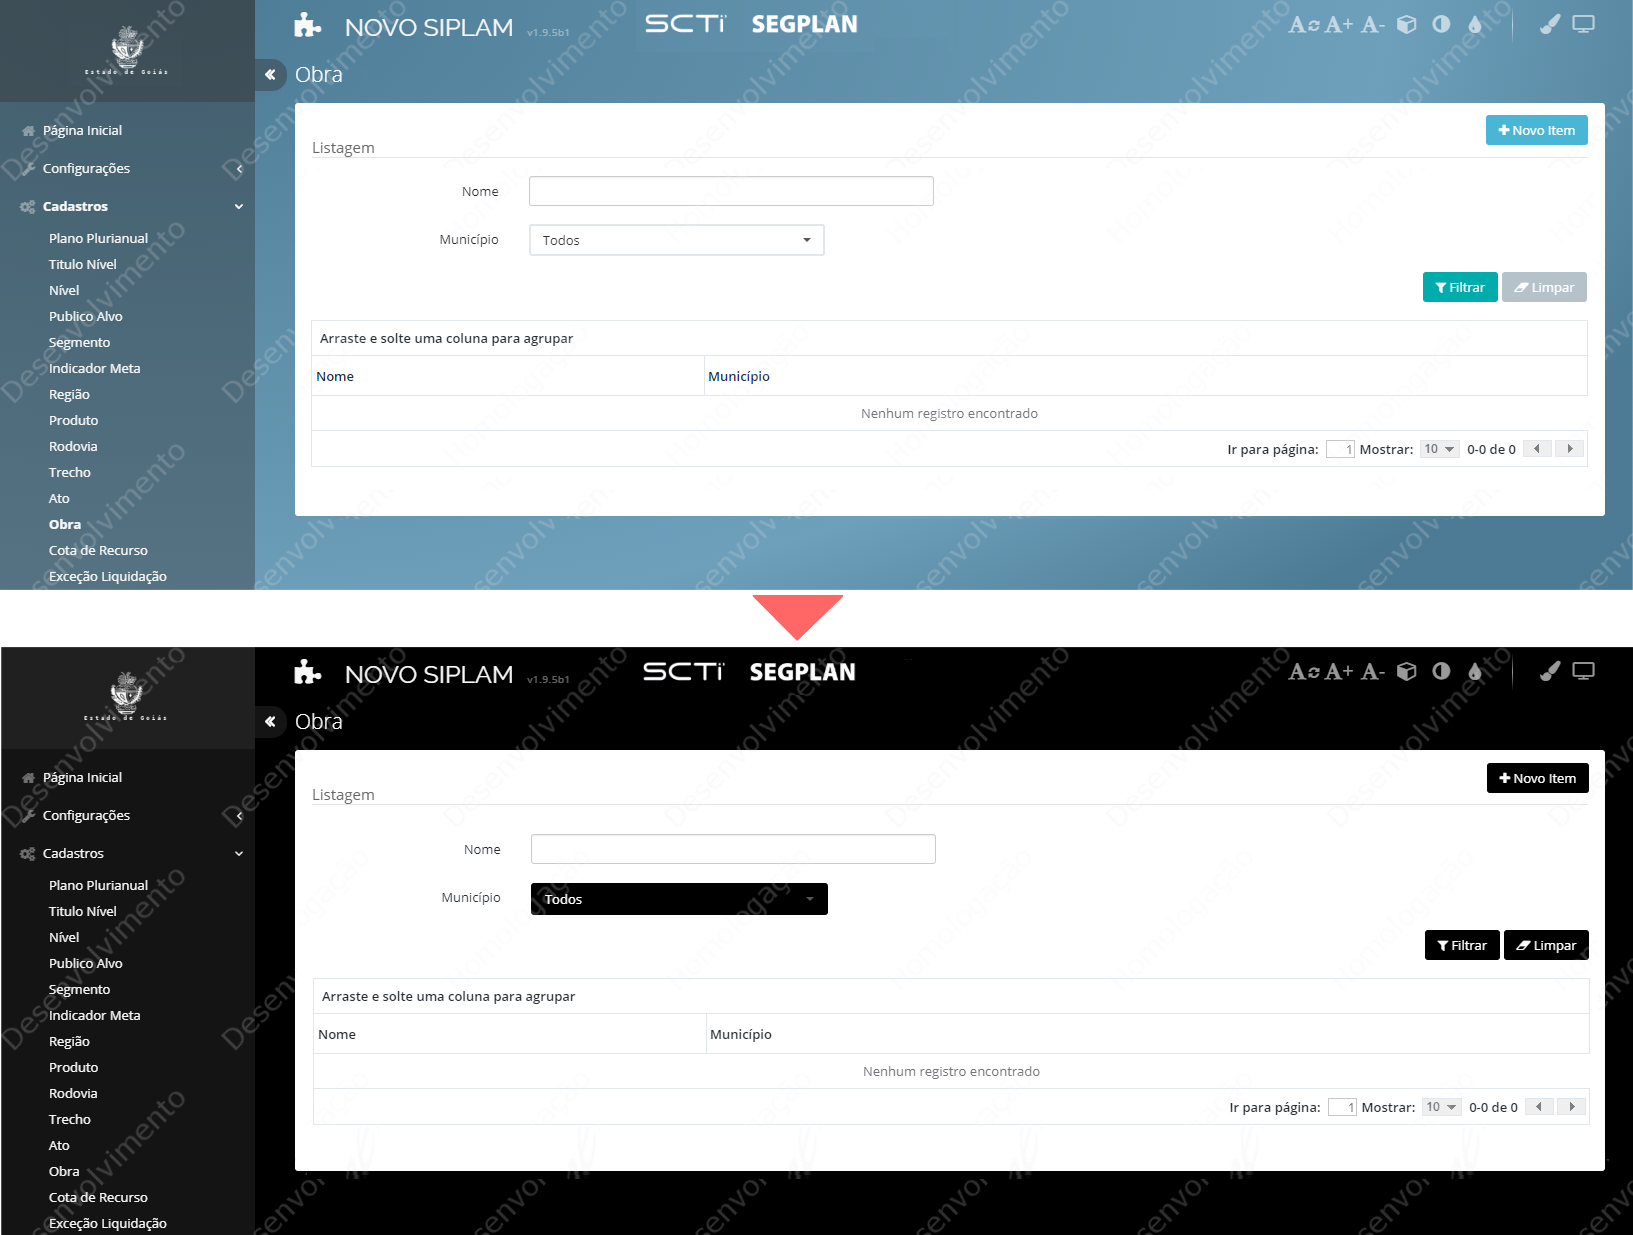 Estado de Goiás
NOVO SIPLAM v1.9.5b1
SCTi SEGPLAN
A A+ A-
Obra
Página Inicial
Configurações
Cadastros
Plano Plurianual
Titulo Nível
Nível
Publico Alvo
Segmento
Indicador Meta
Região
Produto
Rodovia
Trecho
Ato
Obra
Cota de Recurso
Exceção Liquidação
Listagem
Novo Item
Nome
Município Todos
Filtrar Limpar
Arraste e solte uma coluna para agrupar
Nome Município
Nenhum registro encontrado
Ir para página: 1 Mostrar: 10 0-0 de 0
Desenvolvimento
Homologação
Estado de Goiás
NOVO SIPLAM v1.9.5b1
SCTi SEGPLAN
A A+ A-
Obra
Página Inicial
Configurações
Cadastros
Plano Plurianual
Titulo Nível
Nível
Publico Alvo
Segmento
Indicador Meta
Região
Produto
Rodovia
Trecho
Ato
Obra
Cota de Recurso
Exceção Liquidação
Listagem
Novo Item
Nome
Município Todos
Filtrar Limpar
Arraste e solte uma coluna para agrupar
Nome Município
Nenhum registro encontrado
Ir para página: 1 Mostrar: 10 0-0 de 0
Desenvolvimento
Homologação